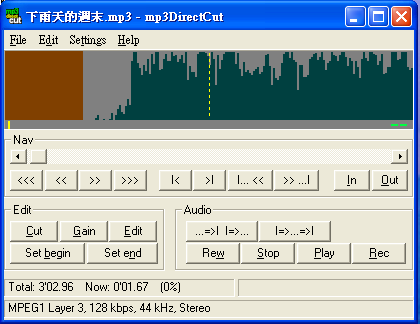 下雨天的週末.mp3 - mp3DirectCut
File Edit Settings Help
Nav
<<< << >> >>> |< >| |... << >> ...| In Out
Edit
Cut Gain Edit
Set begin Set end
Audio
...=>| |=>... |=>...=>|
Rew Stop Play Rec
Total: 3'02.96 Now: 0'01.67 (0%)
MPEG1 Layer 3, 128 kbps, 44 kHz, Stereo